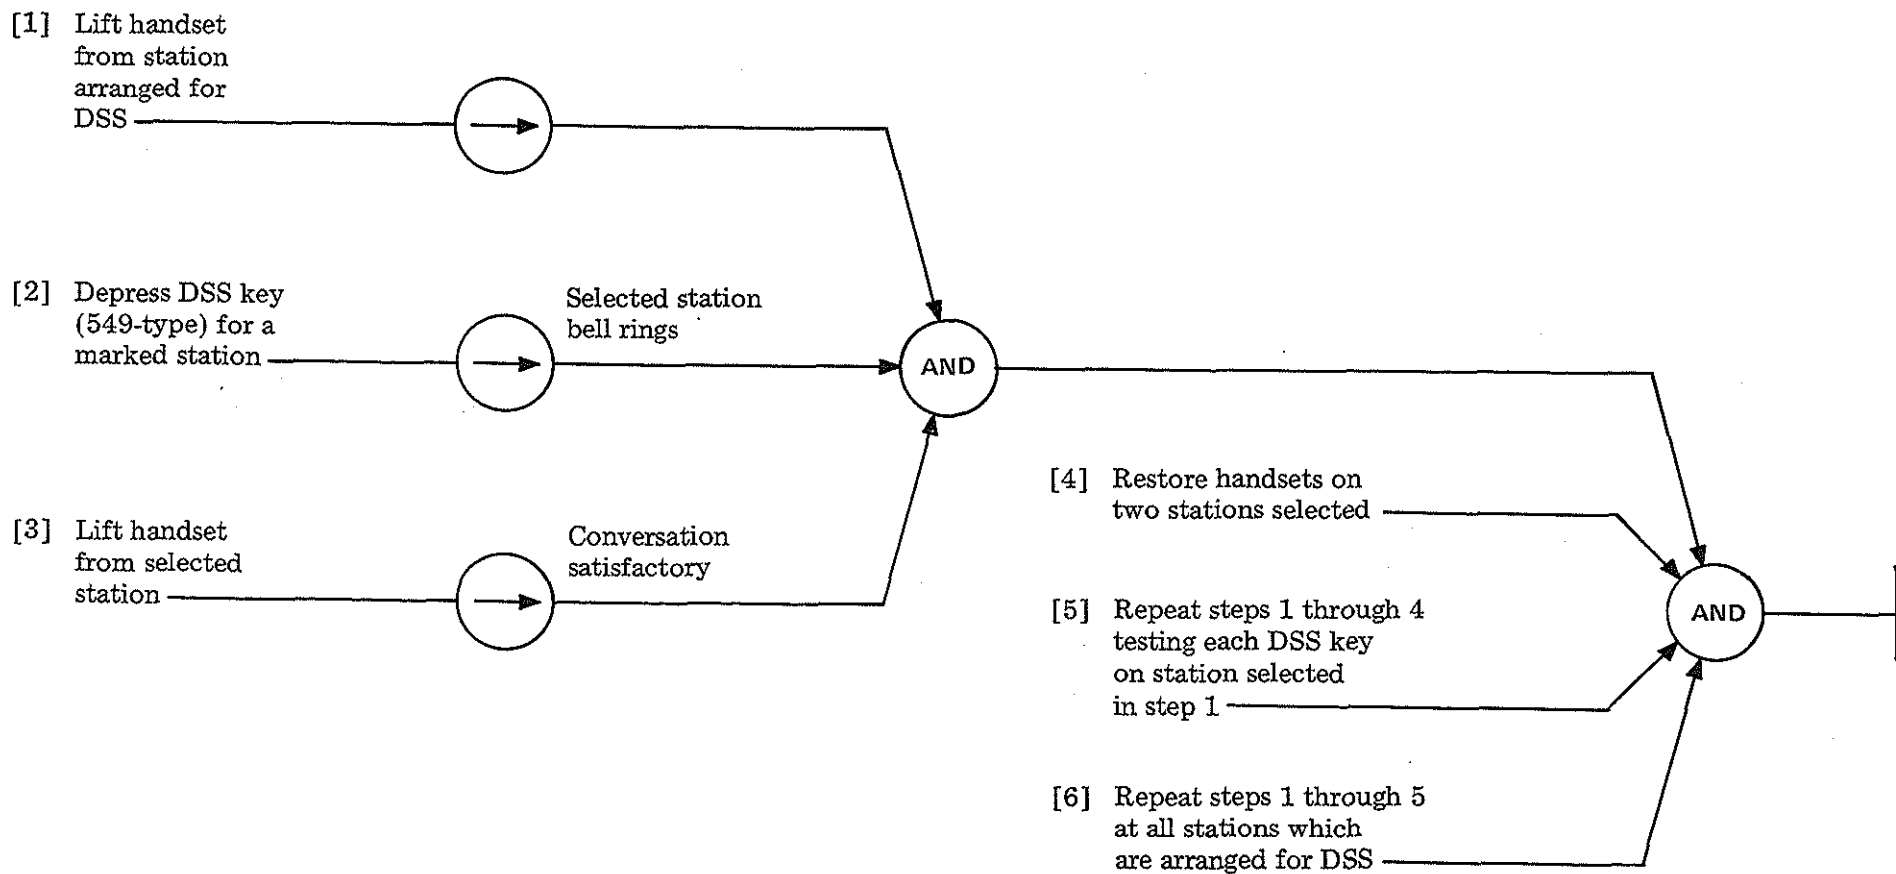 [1] Lift handset
from station
arranged for
DSS
[2] Depress DSS key
(549-type) for a
marked station
Selected station
bell rings
AND
[3] Lift handset
from selected
station
Conversation
satisfactory
[4] Restore handsets on
two stations selected
[5] Repeat steps 1 through 4
testing each DSS key
on station selected
in step 1
AND
[6] Repeat steps 1 through 5
at all stations which
are arranged for DSS